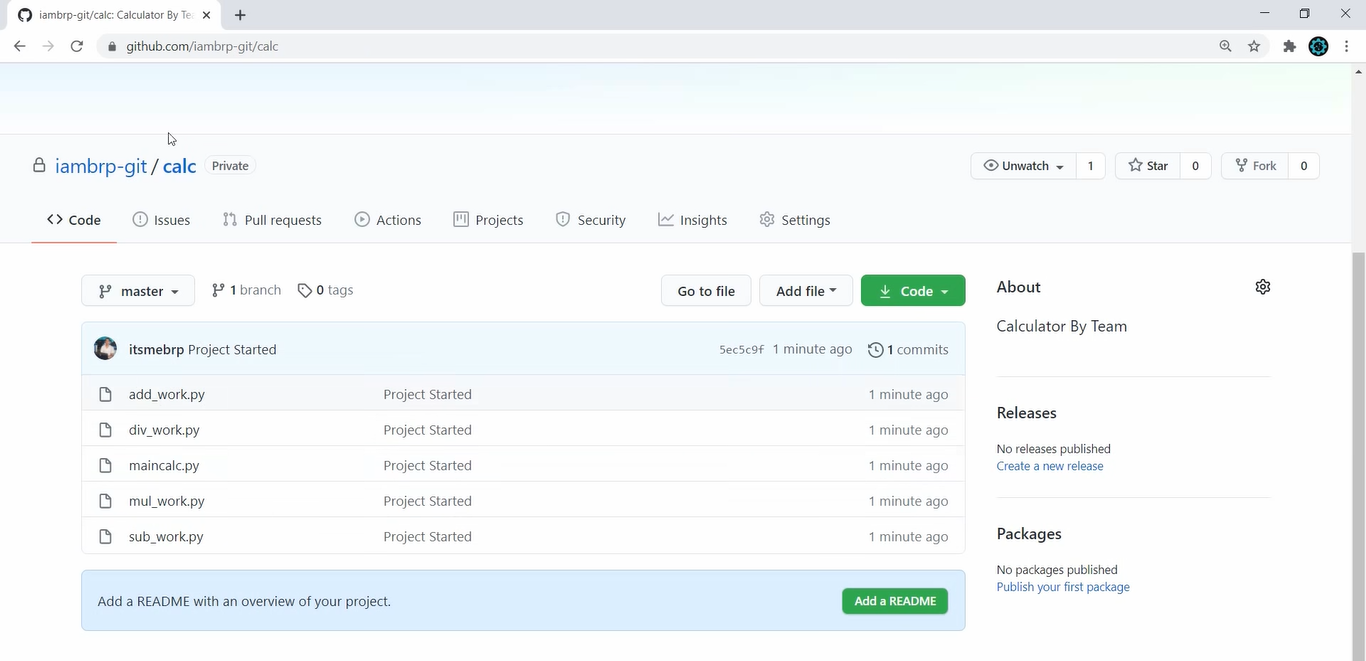 iambrp-git/calc: Calculator By Te
github.com/iambrp-git/calc
iambrp-git / calc Private
Unwatch 1 Star 0 Fork 0
Code Issues Pull requests Actions Projects Security Insights Settings
master 1 branch 0 tags Go to file Add file Code
itsmebrp Project Started 5ec5c9f 1 minute ago 1 commits
add_work.py Project Started 1 minute ago
div_work.py Project Started 1 minute ago
maincalc.py Project Started 1 minute ago
mul_work.py Project Started 1 minute ago
sub_work.py Project Started 1 minute ago
Add a README with an overview of your project. Add a README
About
Calculator By Team
Releases
No releases published
Create a new release
Packages
No packages published
Publish your first package